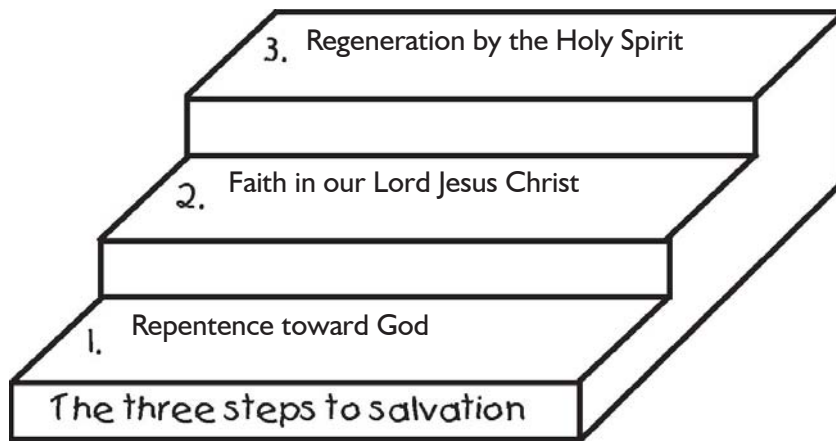 3. Regeneration by the Holy Spirit
2. Faith in our Lord Jesus Christ
1. Repentence toward God
The three steps to salvation